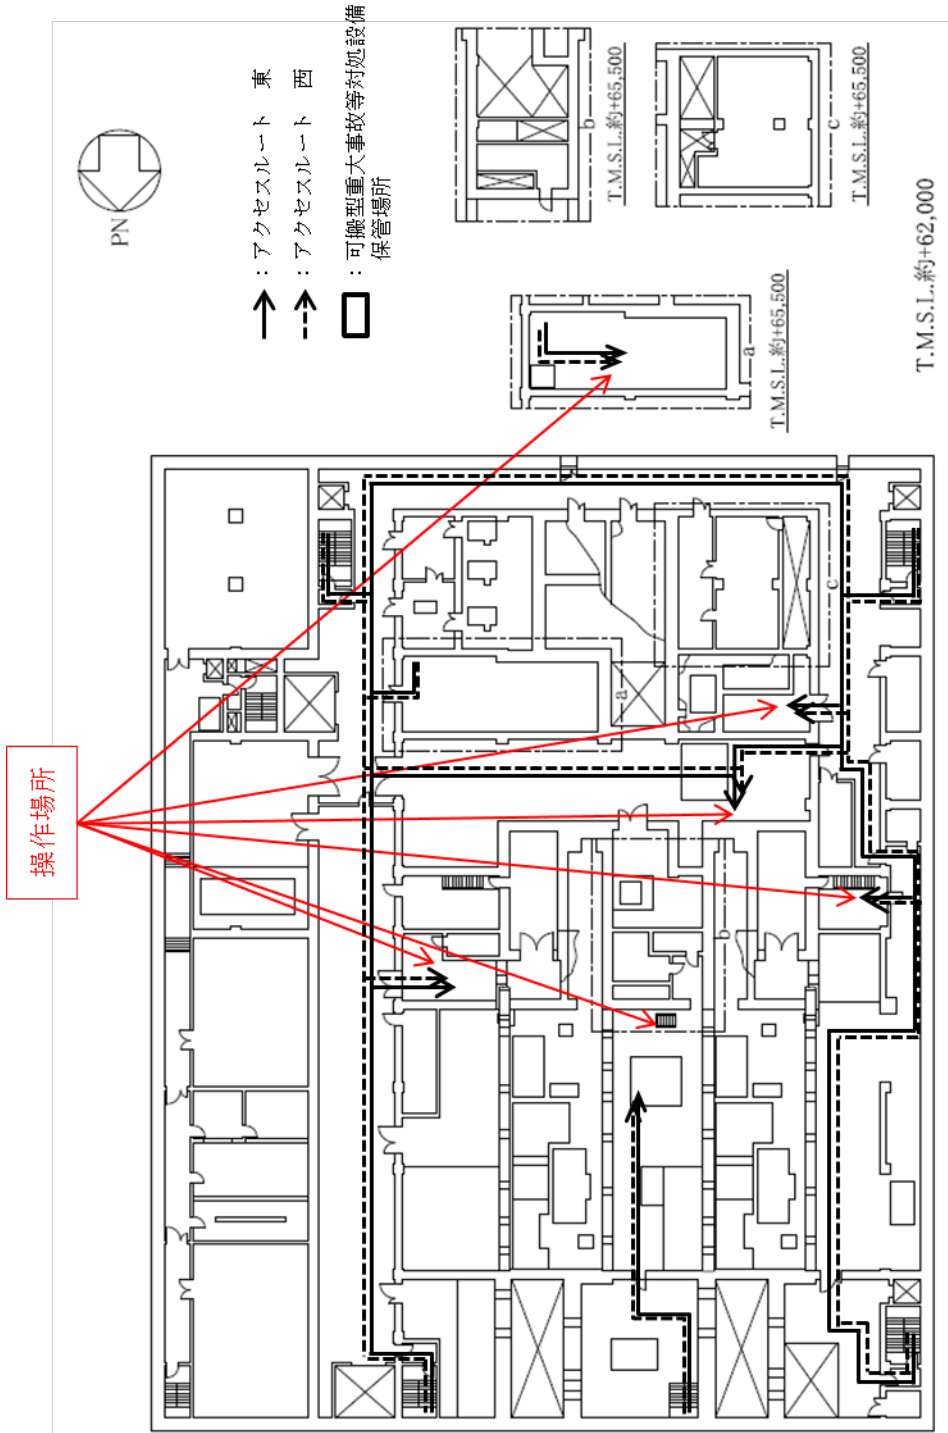 PN
: アクセスルート 東
: アクセスルート 西
: 可搬型重大事故等対処設備
保管場所
b
T.M.S.L.約+65,500
c
T.M.S.L.約+65,500
a
T.M.S.L.約+65,500
T.M.S.L.約+62,000
操作場所
a
b
c